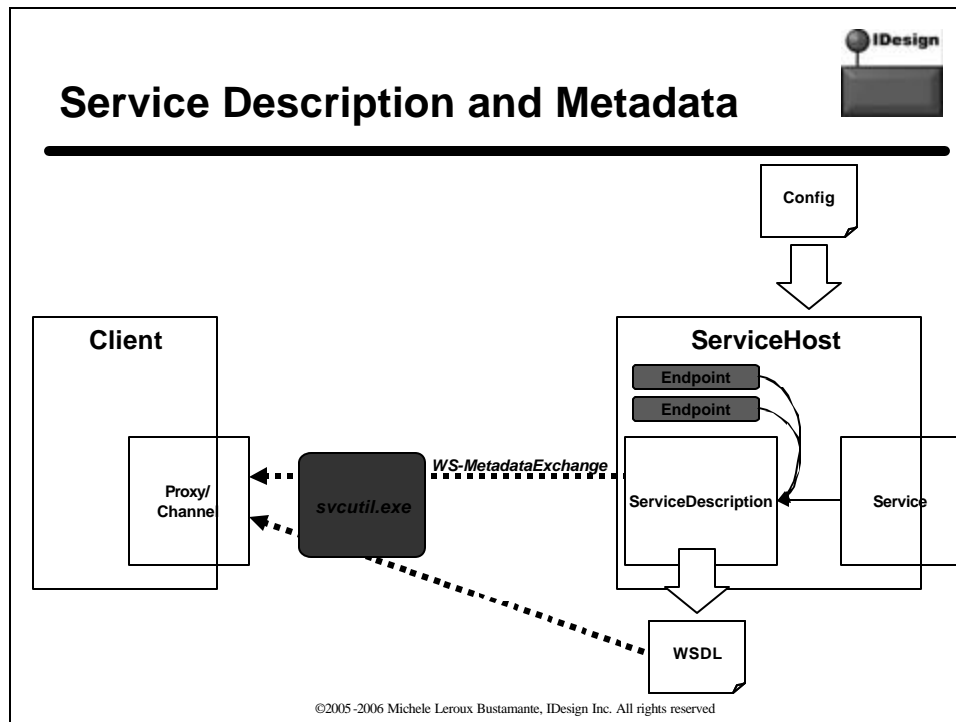 IDesign
Service Description and Metadata
Config
Client
ServiceHost
Endpoint
Endpoint
WS-MetadataExchange
Proxy/
Channel
svcutil.exe
ServiceDescription
Service
WSDL
©2005-2006 Michele Leroux Bustamante, IDesign Inc. All rights reserved